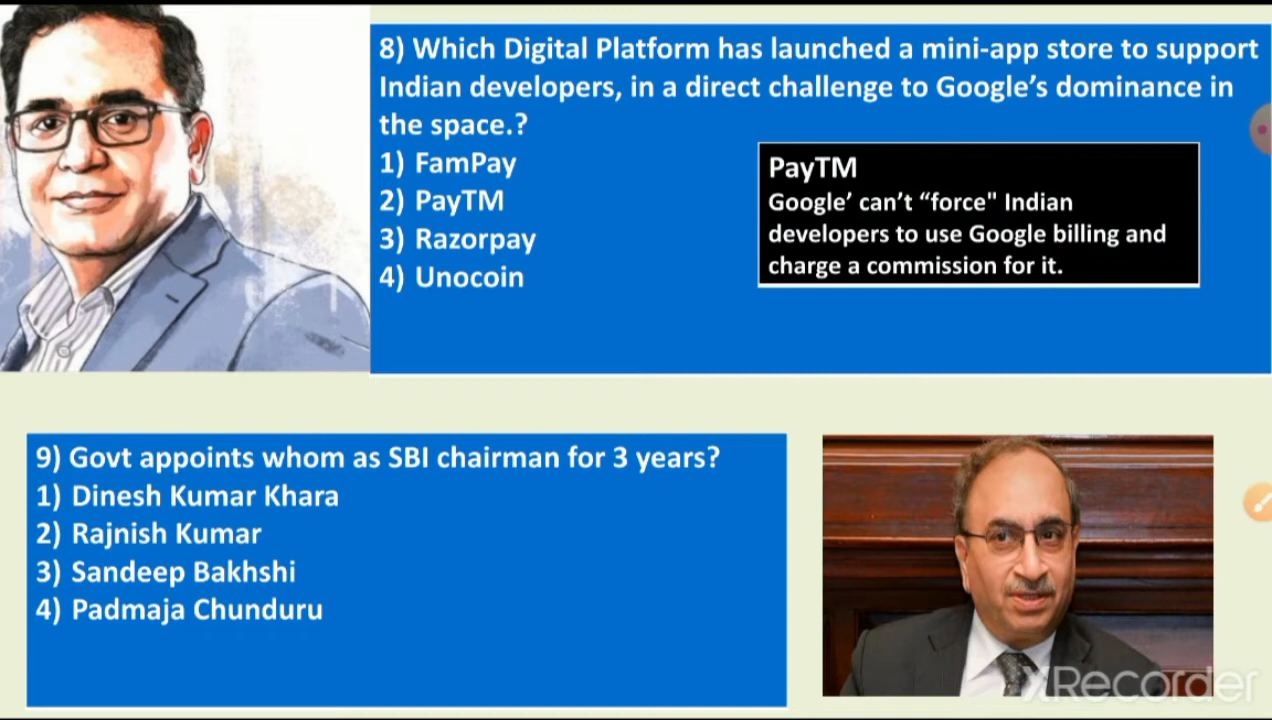 8) Which Digital Platform has launched a mini-app store to support
Indian developers, in a direct challenge to Google’s dominance in
the space.?
1) FamPay
2) PayTM
3) Razorpay
4) Unocoin
PayTM
Google’ can’t “force" Indian
developers to use Google billing and
charge a commission for it.
9) Govt appoints whom as SBI chairman for 3 years?
1) Dinesh Kumar Khara
2) Rajnish Kumar
3) Sandeep Bakhshi
4) Padmaja Chunduru
XRecorder